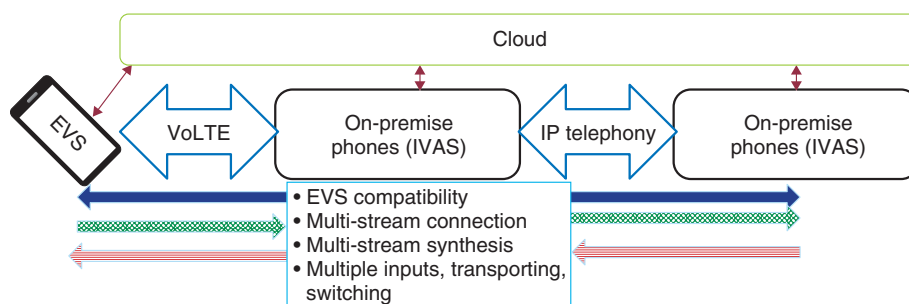 Cloud
EVS
VoLTE
On-premise
phones (IVAS)
IP telephony
On-premise
phones (IVAS)
• EVS compatibility
• Multi-stream connection
• Multi-stream synthesis
• Multiple inputs, transporting,
switching